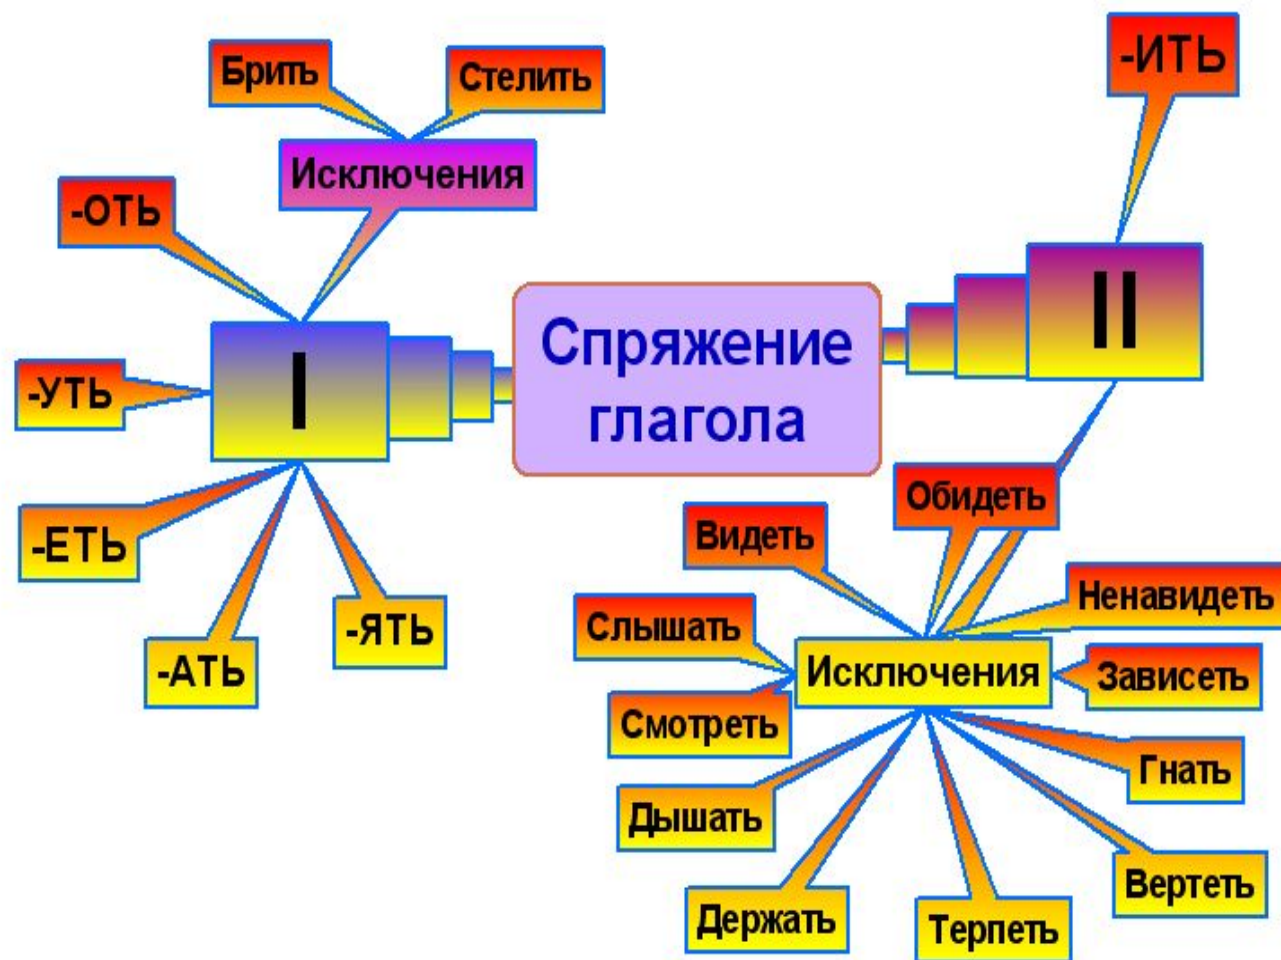 Брить
Стелить
Исключения
-ОТЬ
I
-УТЬ
-ЕТЬ
-АТЬ
-ЯТЬ
Спряжение
глагола
-ИТЬ
II
Обидеть
Видеть
Ненавидеть
Слышать
Исключения
Зависеть
Смотреть
Гнать
Дышать
Вертеть
Держать
Терпеть